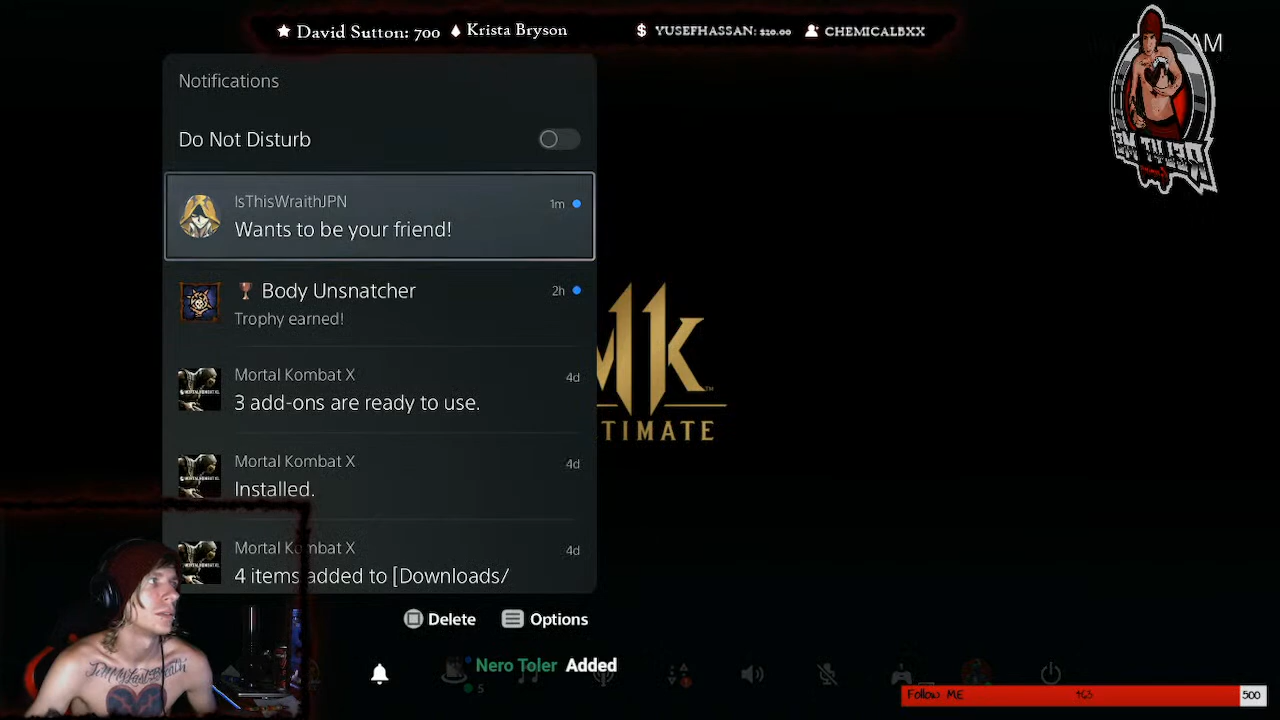 David Sutton: 700 Krista Bryson
YUSEFHASSAN: $20.00 CHEMICALBXX
AM
Notifications
Do Not Disturb
IsThisWraithJPN
1m
Wants to be your friend!
Body Unsnatcher
2h
Trophy earned!
Mortal Kombat X
4d
3 add-ons are ready to use.
Mortal Kombat X
4d
Installed.
Mortal Kombat X
4d
4 items added to [Downloads/
MK
TIMATE
Delete Options
Nero Toler Added
5
Follow ME 463 500